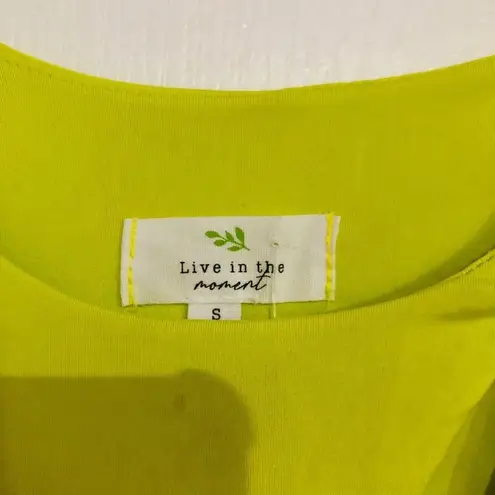 Live in the
moment
S